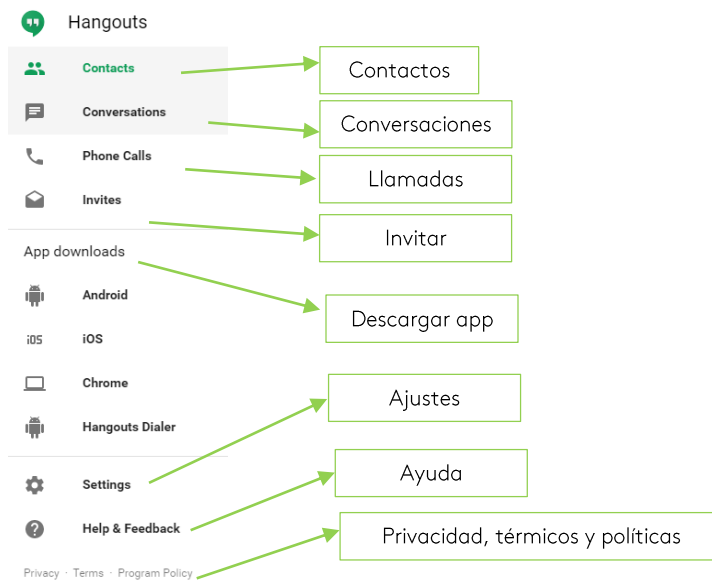 Hangouts
Contacts
Contactos
Conversations
Conversaciones
Phone Calls
Llamadas
Invites
Invitar
App downloads
Descargar app
Android
iOS iOS
Chrome
Ajustes
Hangouts Dialer
Settings
Ayuda
Help & Feedback
Privacidad, térmicos y políticas
Privacy · Terms · Program Policy